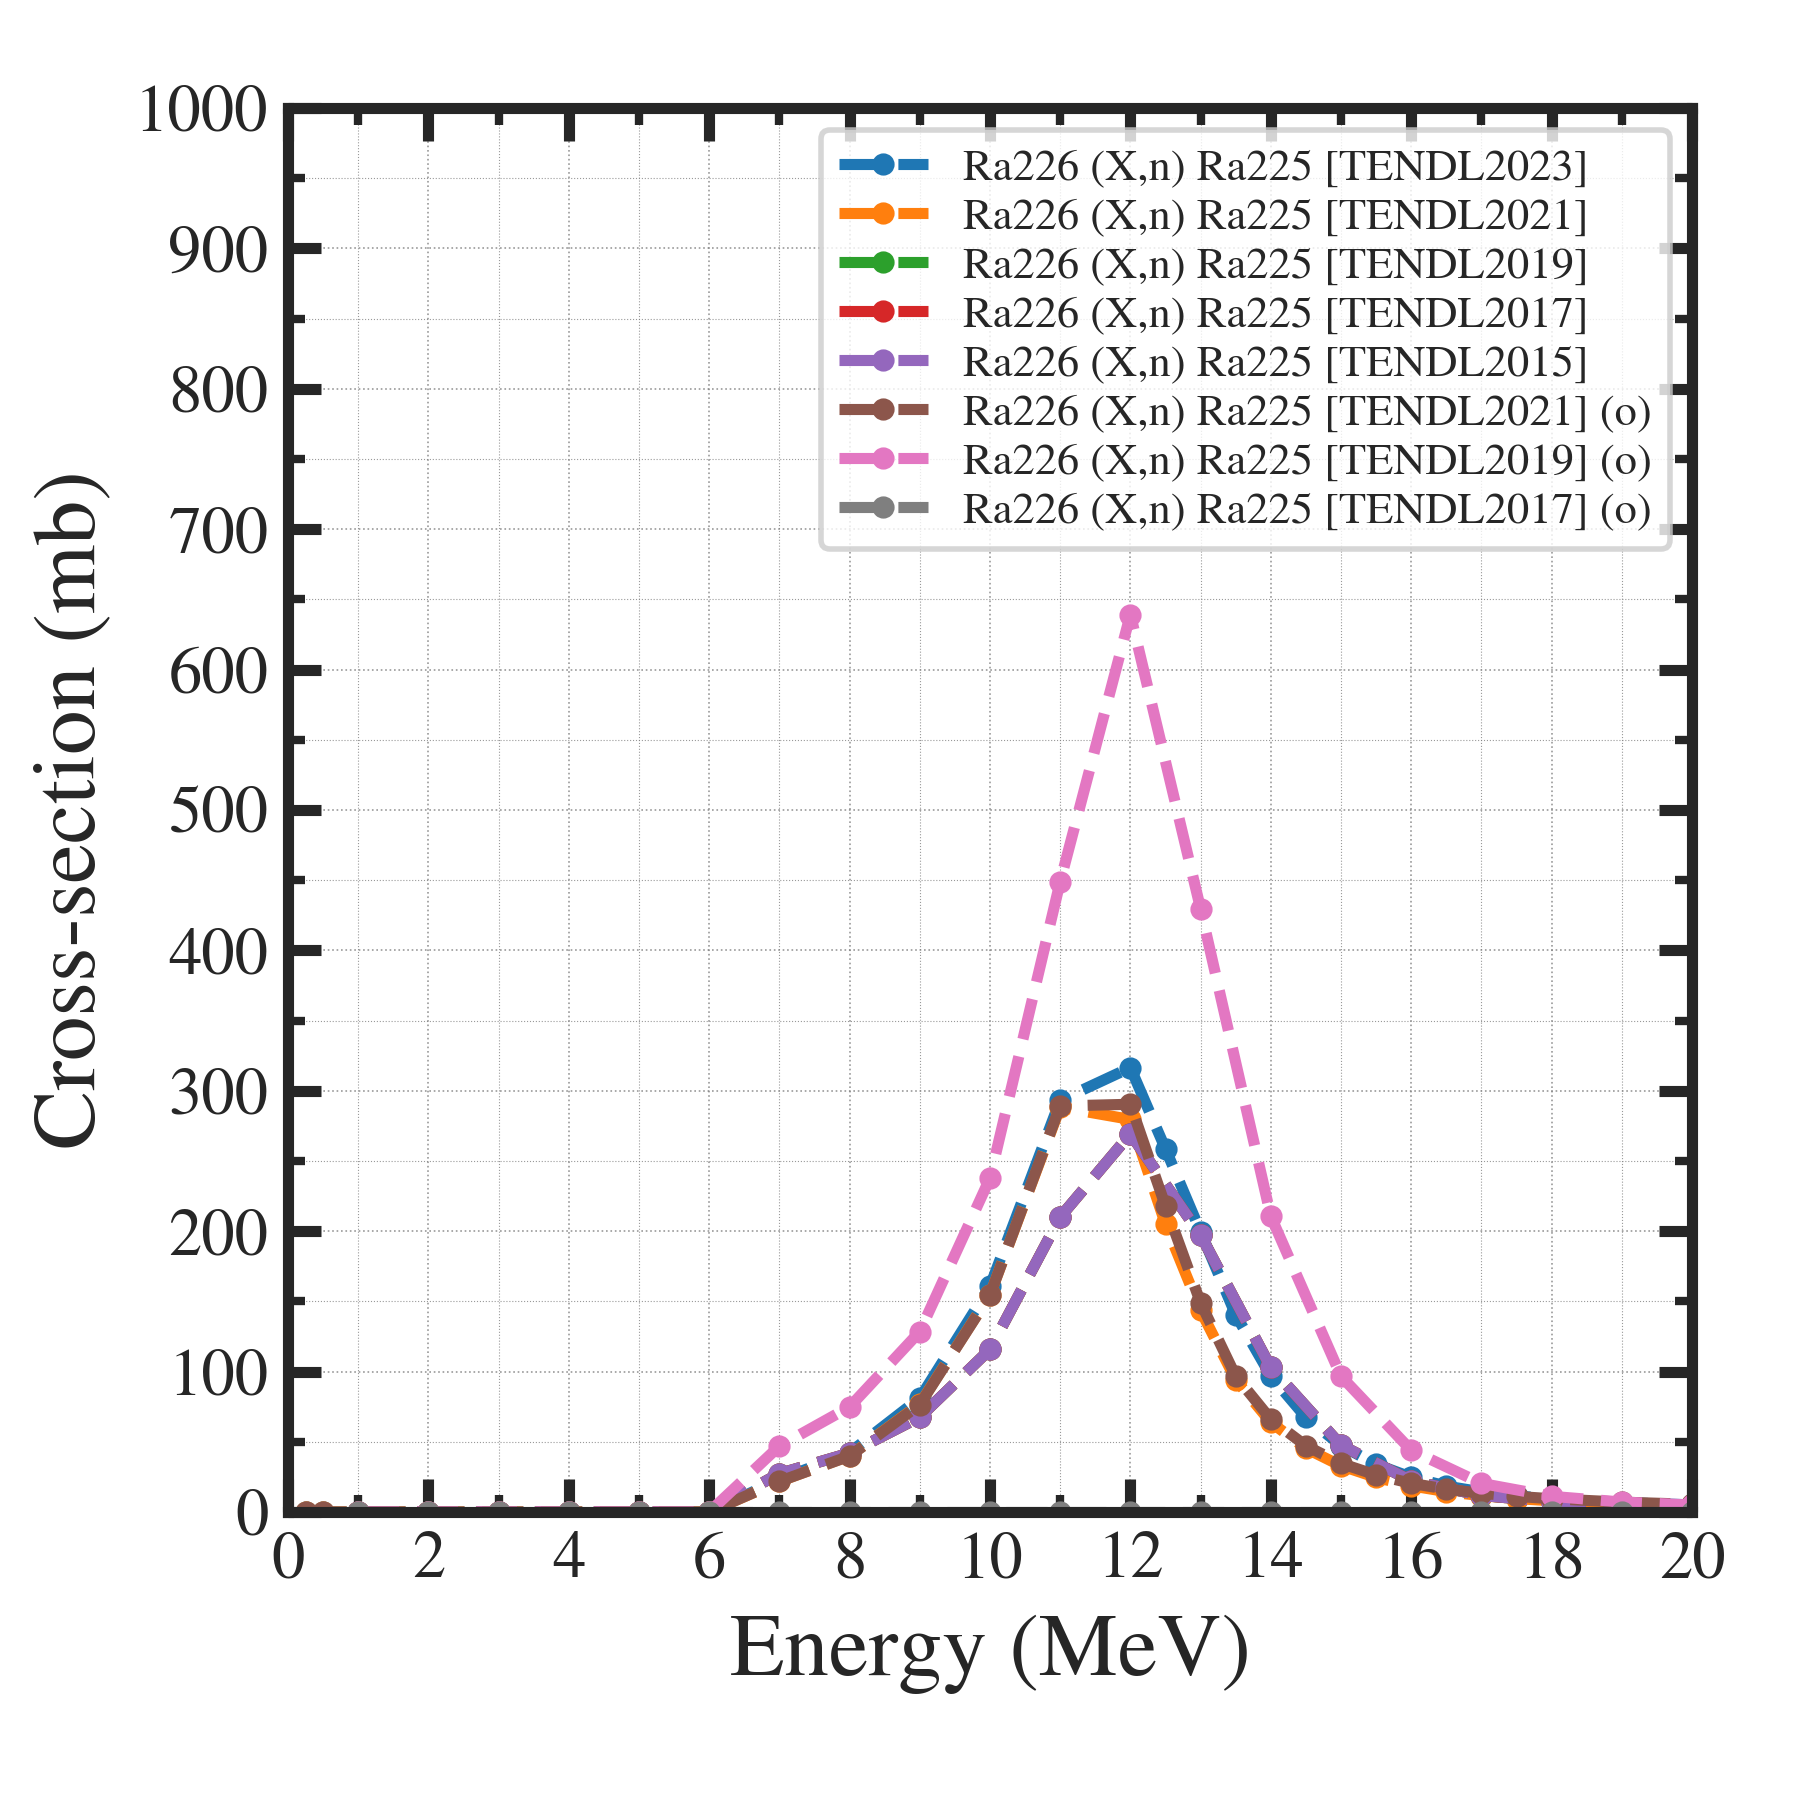 1000
900
800
700
600
500
400
300
200
100
0
Cross-section (mb)
Ra226 (X,n) Ra225 [TENDL2023]
Ra226 (X,n) Ra225 [TENDL2021]
Ra226 (X,n) Ra225 [TENDL2019]
Ra226 (X,n) Ra225 [TENDL2017]
Ra226 (X,n) Ra225 [TENDL2015]
Ra226 (X,n) Ra225 [TENDL2021] (o)
Ra226 (X,n) Ra225 [TENDL2019] (o)
Ra226 (X,n) Ra225 [TENDL2017] (o)
0 2 4 6 8 10 12 14 16 18 20
Energy (MeV)